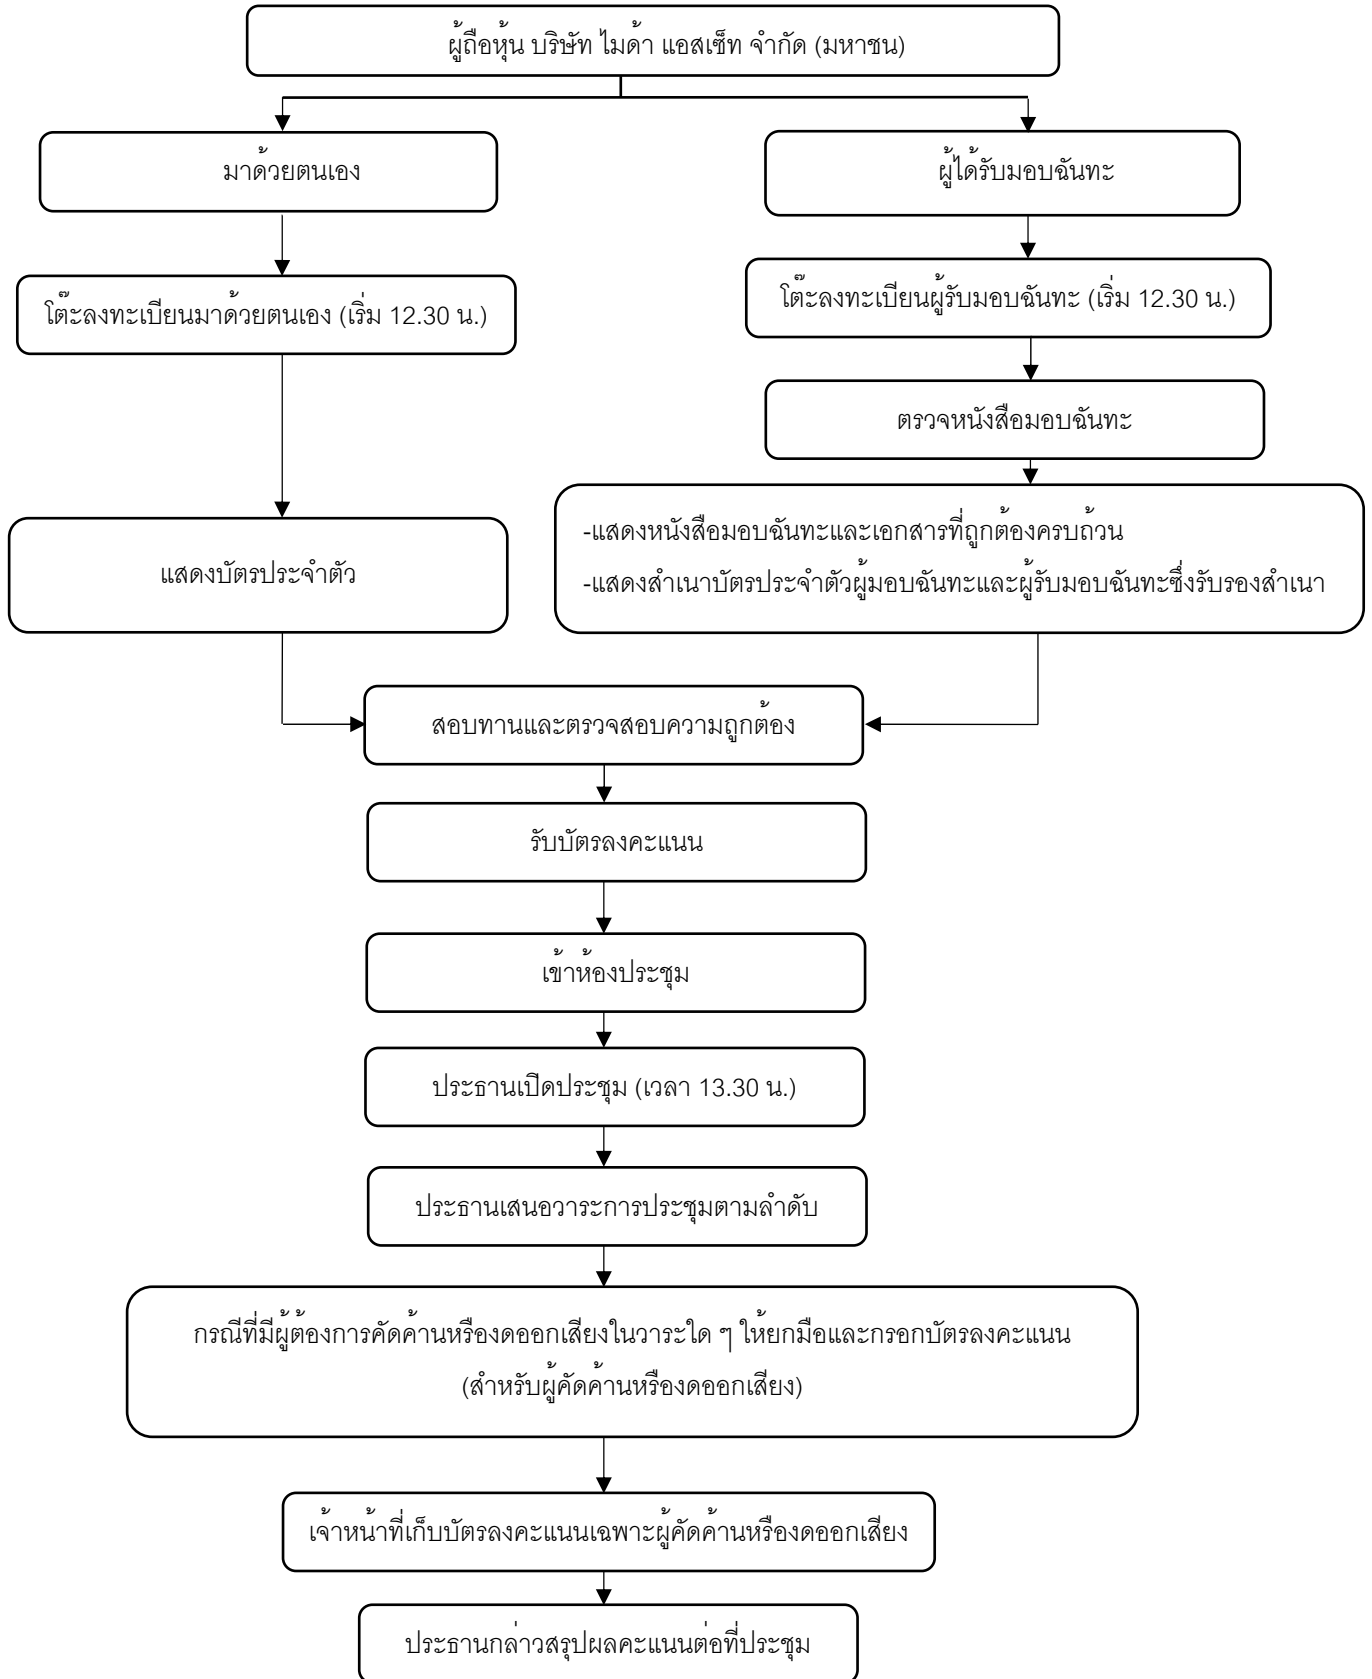 ผู้ถือหุ้น บริษัท ไมด้า แอสเซ็ท จำกัด (มหาชน)
มาด้วยตนเอง
ผู้ได้รับมอบฉันทะ
โต๊ะลงทะเบียนมาด้วยตนเอง (เริ่ม 12.30 น.)
โต๊ะลงทะเบียนผู้รับมอบฉันทะ (เริ่ม 12.30 น.)
ตรวจหนังสือมอบฉันทะ
แสดงบัตรประจำตัว
-แสดงหนังสือมอบฉันทะและเอกสารที่ถูกต้องครบถ้วน
-แสดงสำเนาบัตรประจำตัวผู้มอบฉันทะและผู้รับมอบฉันทะซึ่งรับรองสำเนา
สอบทานและตรวจสอบความถูกต้อง
รับบัตรลงคะแนน
เข้าห้องประชุม
ประธานเปิดประชุม (เวลา 13.30 น.)
ประธานเสนอวาระการประชุมตามลำดับ
กรณีที่มีผู้ต้องการคัดค้านหรืองดออกเสียงในวาระใด ๆ ให้ยกมือและกรอกบัตรลงคะแนน
(สำหรับผู้คัดค้านหรืองดออกเสียง)
เจ้าหน้าที่เก็บบัตรลงคะแนนเฉพาะผู้คัดค้านหรืองดออกเสียง
ประธานกล่าวสรุปผลคะแนนต่อที่ประชุม